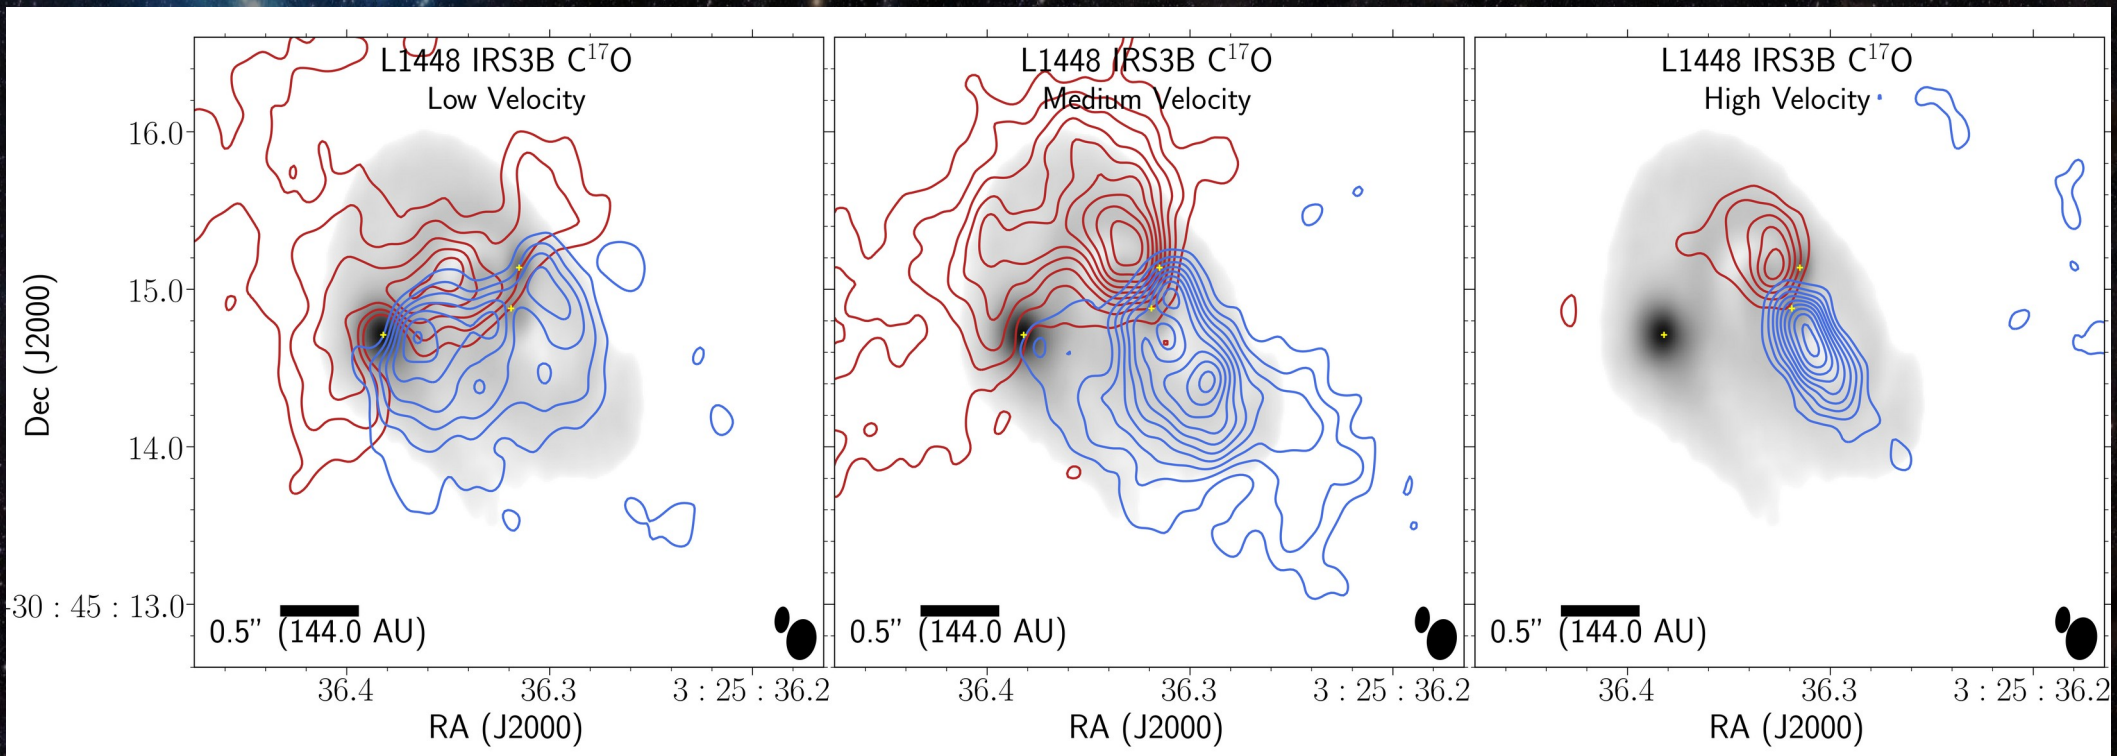 L1448 IRS3B C¹⁷O
Low Velocity
L1448 IRS3B C¹⁷O
Medium Velocity
L1448 IRS3B C¹⁷O
High Velocity
Dec (J2000)
16.0
15.0
14.0
-30 : 45 : 13.0
0.5” (144.0 AU)
0.5” (144.0 AU)
0.5” (144.0 AU)
36.4 36.3 3 : 25 : 36.2
36.4 36.3 3 : 25 : 36.2
36.4 36.3 3 : 25 : 36.2
RA (J2000)
RA (J2000)
RA (J2000)